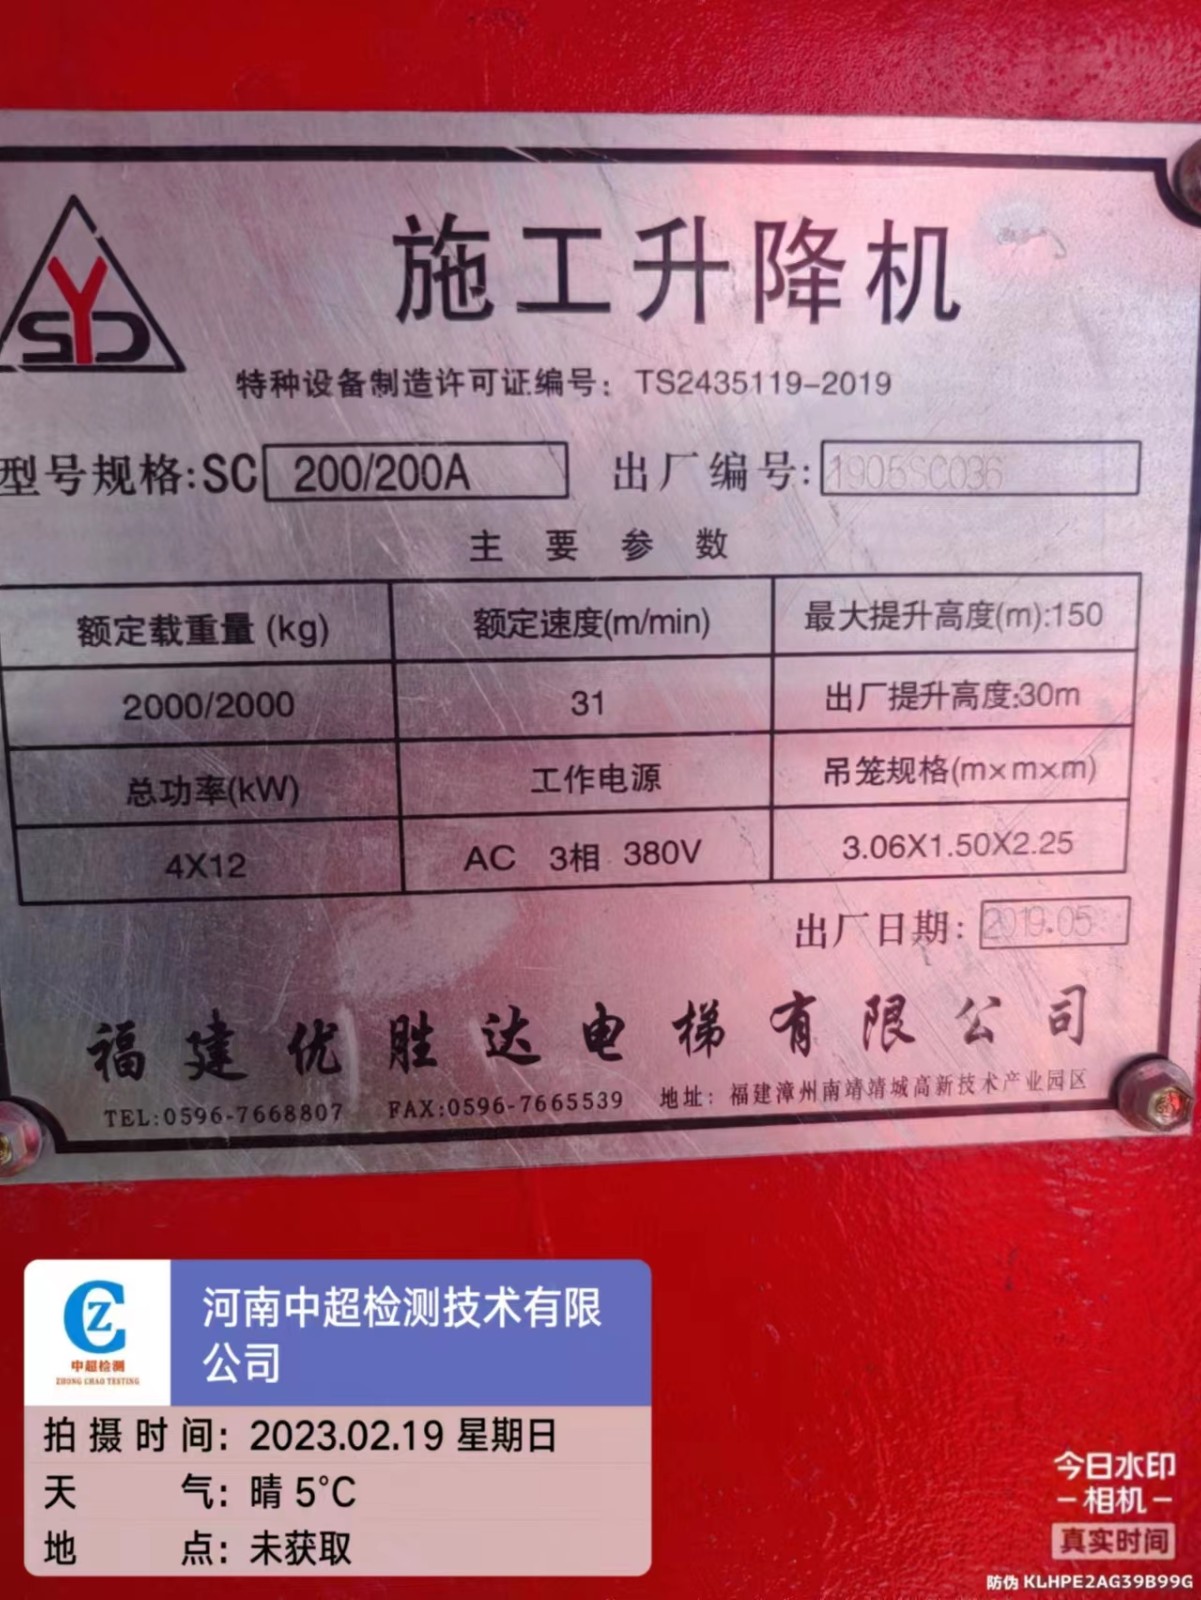 YSD
施工升降机
特种设备制造许可证编号：TS2435119-2019
型号规格:SC 200/200A 出厂编号: 1905SC036
主要参数
额定载重量 (kg) 额定速度(m/min) 最大提升高度(m):150
2000/2000 31 出厂提升高度:30m
总功率(kW) 工作电源 吊笼规格(m×m×m)
4X12 AC 3相 380V 3.06X1.50X2.25
出厂日期: 2019.05
福建优胜达电梯有限公司
TEL:0596-7668807 FAX:0596-7665539 地址：福建漳州南靖靖城高新技术产业园区
CZ
中超检测
ZHONG CHAO TESTING
河南中超检测技术有限
公司
拍摄时间：2023.02.19 星期日
天气：晴 5°C
地点：未获取
今日水印
相机
真实时间
防伪 KLHPE2AG39B99G